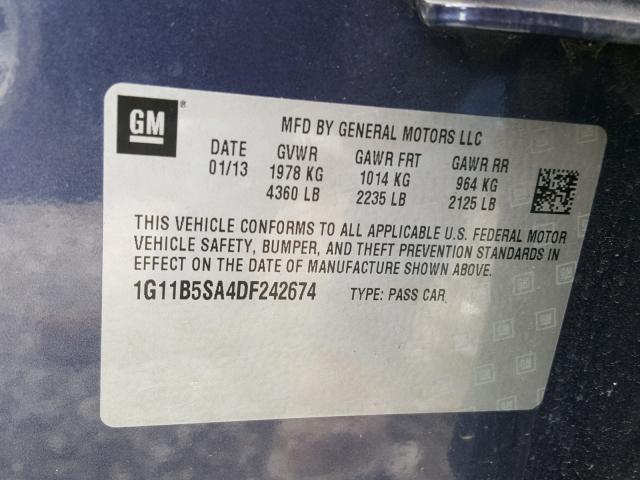 GM ®
MFD BY GENERAL MOTORS LLC
DATE GVWR GAWR FRT GAWR RR
01/13 1978 KG 1014 KG 964 KG
4360 LB 2235 LB 2125 LB
THIS VEHICLE CONFORMS TO ALL APPLICABLE U.S. FEDERAL MOTOR
VEHICLE SAFETY, BUMPER, AND THEFT PREVENTION STANDARDS IN
EFFECT ON THE DATE OF MANUFACTURE SHOWN ABOVE.
1G11B5SA4DF242674 TYPE: PASS CAR